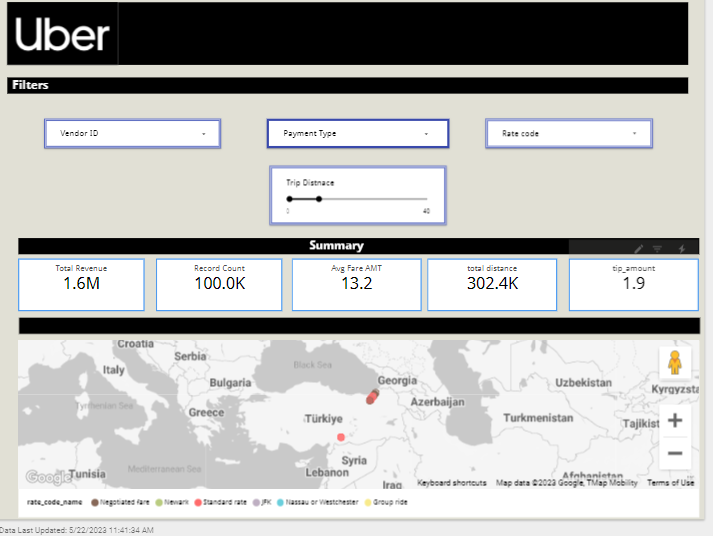 Uber
Filters
Vendor ID
Payment Type
Rate code
Trip Distnace
40
Summary
Total Revenue
1.6M
Record Count
100.0K
Avg Fare AMT
13.2
total distance
302.4K
tip_amount
1.9
Croatia
Serbia
Italy
Black Sea
Bulgaria
Georgia
Uzbekistan
Kyrgyzsta
Tyrrhenian Sea
Greece
Türkiye
Azerbaijan
Turkmenistan
Tajikist
Syria
Google
Tunisia
Mediterranean Sea
Lebanon
Iraq
Afghanistan
Keyboard shortcuts
Map data ©2023 Google, TMap Mobility
Terms of Use
rate_code_name
Negotiated fare
Newark
Standard rate
JFK
Nassau or Westchester
Group ride
Data Last Updated: 5/22/2023 11:41:34 AM